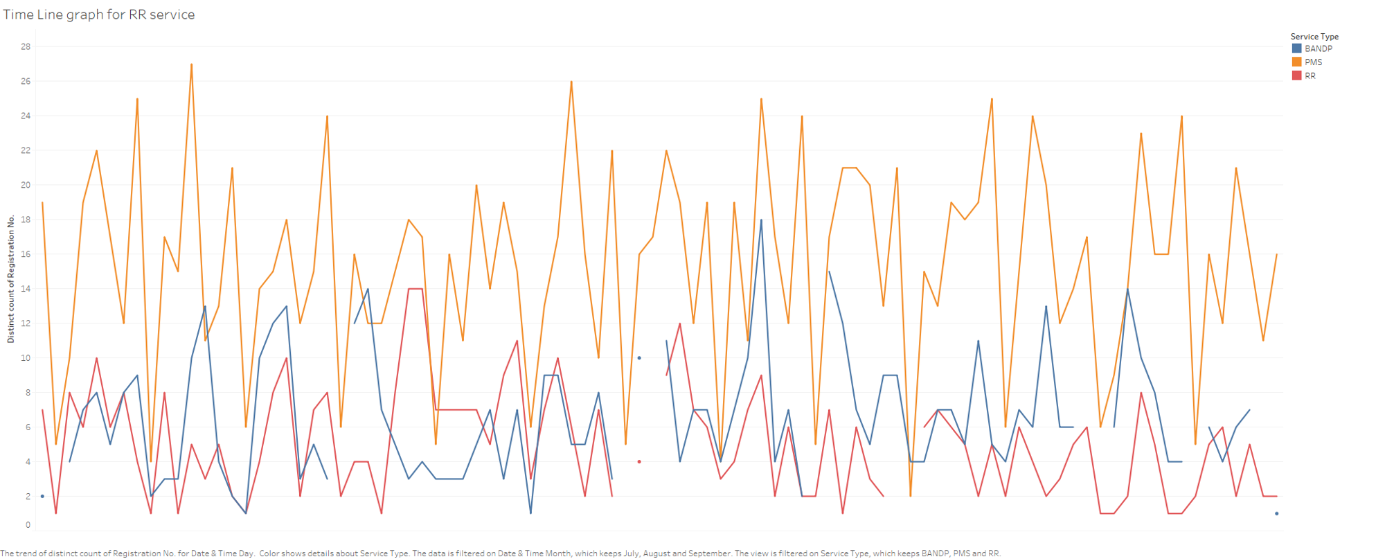 Time Line graph for RR service
Service Type
BANDP
PMS
RR
Distinct count of Registration No.
28
26
24
22
20
18
16
14
12
10
8
6
4
2
0
The trend of distinct count of Registration No. for Date & Time Day. Color shows details about Service Type. The data is filtered on Date & Time Month, which keeps July, August and September. The view is filtered on Service Type, which keeps BANDP, PMS and RR.